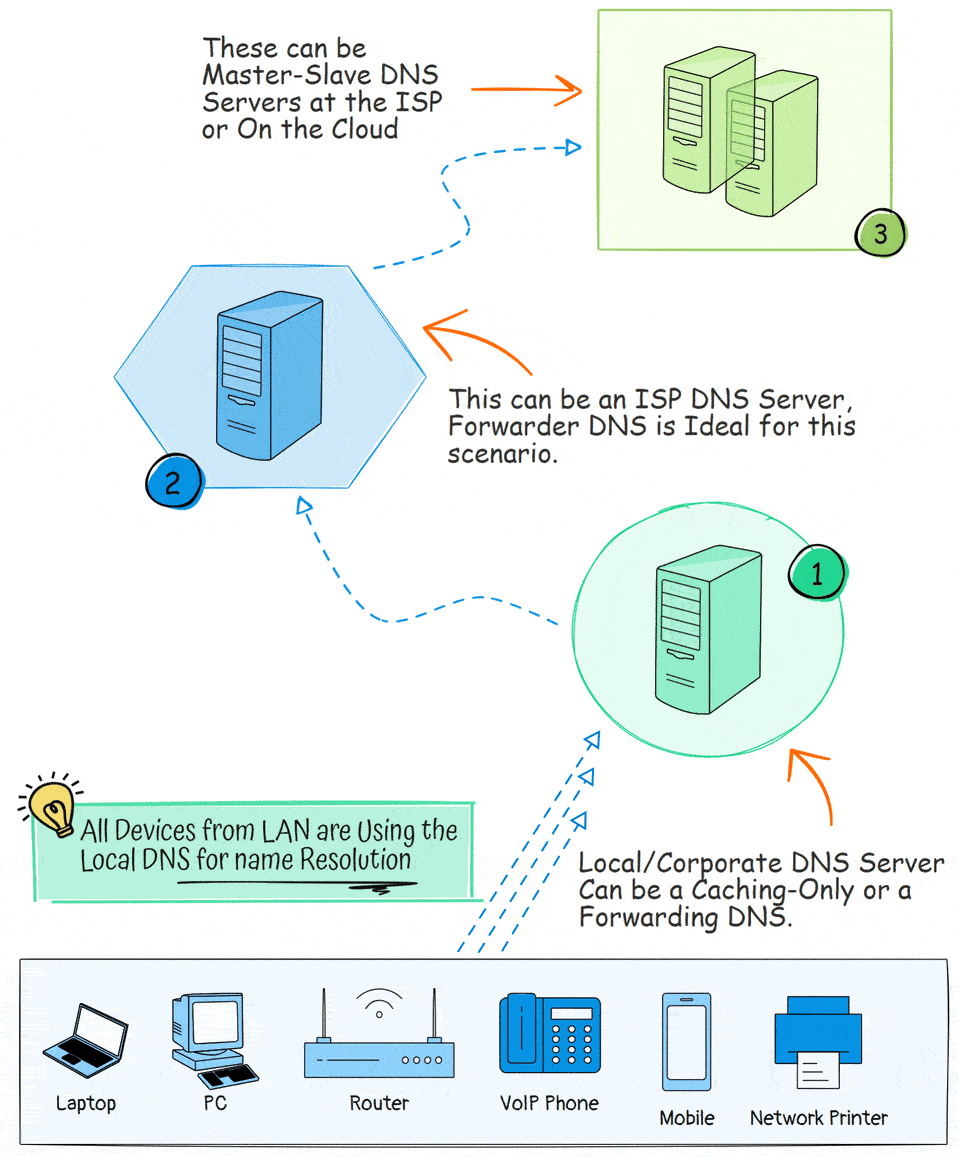 These can be
Master-Slave DNS
Servers at the ISP
or On the Cloud
3
This can be an ISP DNS Server,
Forwarder DNS is Ideal for this
scenario.
2
1
All Devices from LAN are Using the
Local DNS for name Resolution
Local/Corporate DNS Server
Can be a Caching-Only or a
Forwarding DNS.
Laptop
PC
Router
VoIP Phone
Mobile
Network Printer